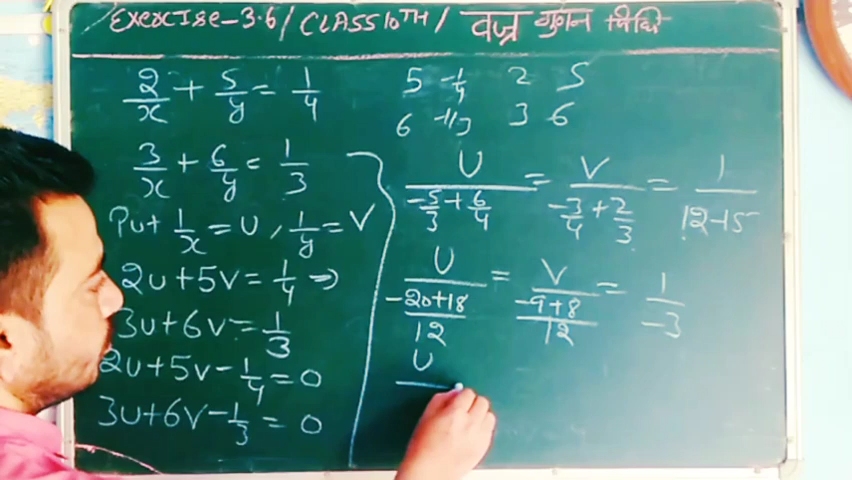 Exercise-3.6/CLASS10TH/वज्र गुणन विधि
2/x + 5/y = 1/4
3/x + 6/y = 1/3
Put 1/x = U, 1/y = V
2u+5v = 1/4 ⇒
3u+6v = 1/3
2u+5v-1/4 = 0
3u+6v-1/3 = 0
5 -1/4 2 5
6 -1/3 3 6
U/(-5/3 + 6/4) = V/(-3/4 + 2/3) = 1/(12-15)
U/((-20+18)/12) = V/((-9+8)/12) = 1/-3
U